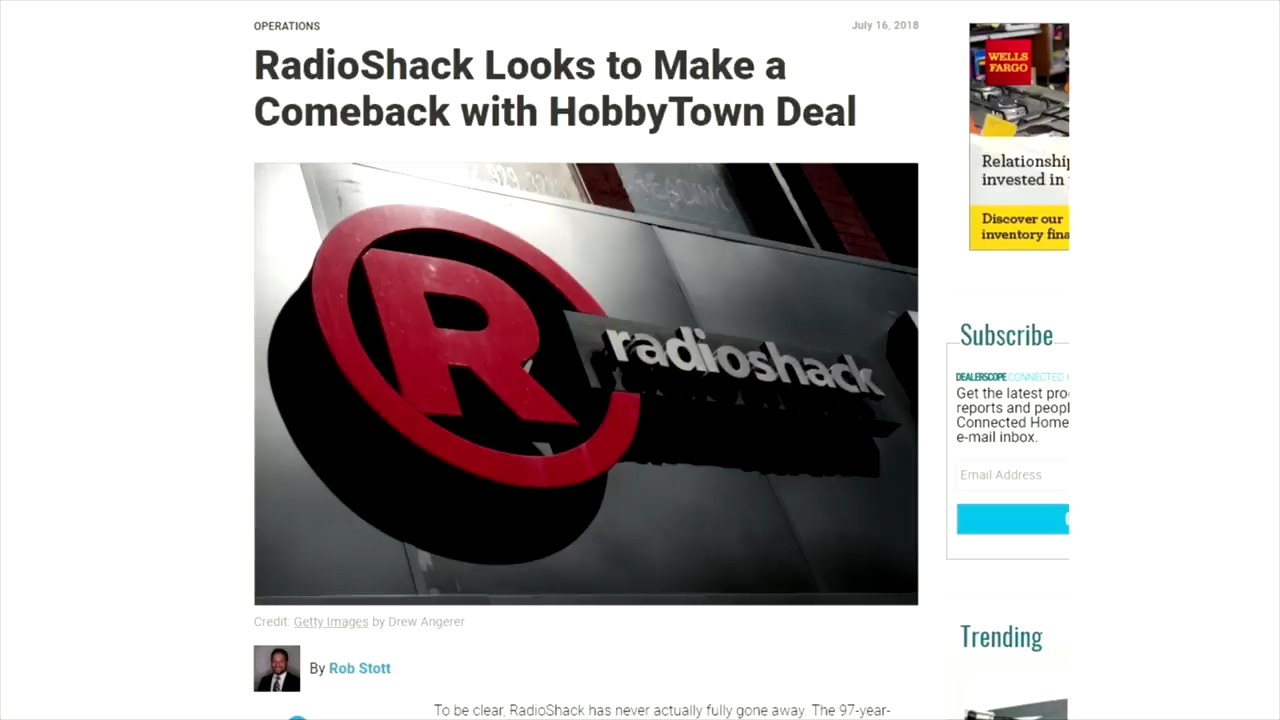 OPERATIONS
July 16, 2018
RadioShack Looks to Make a
Comeback with HobbyTown Deal
radioshack
Credit: Getty Images by Drew Angerer
By Rob Stott
To be clear, RadioShack has never actually fully gone away. The 97-year-
WELLS
FARGO
Relationship
invested in
Discover our
inventory fina
Subscribe
DEALERSCOPE CONNECTED
Get the latest pro
reports and peopl
Connected Home
e-mail inbox.
Email Address
Trending